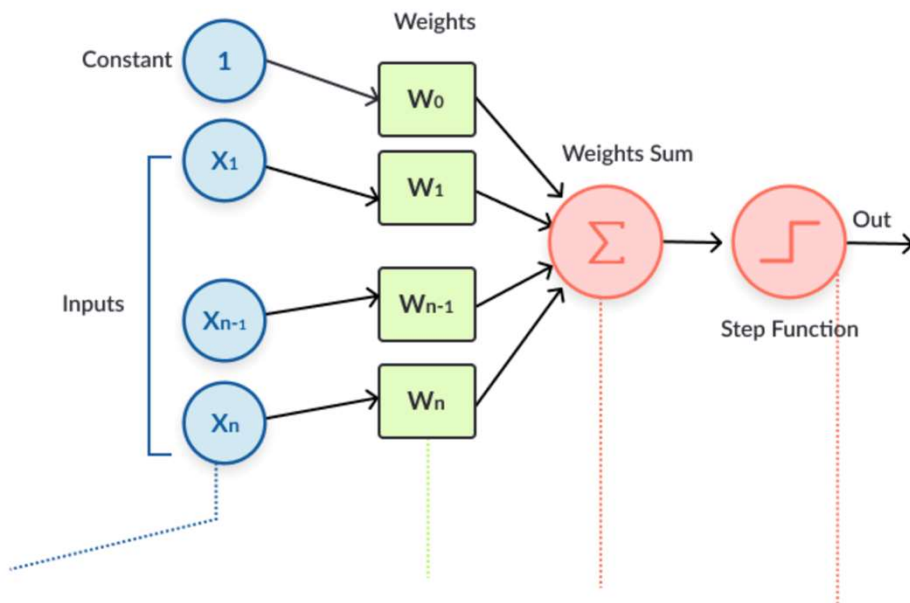 Weights
Constant
1
W0
X1
W1
Weights Sum
Σ
Out
Inputs
Xn-1
Wn-1
Step Function
Xn
Wn